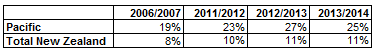 2006/2007 2011/2012 2012/2013 2013/2014
Pacific 19% 23% 27% 25%
Total New Zealand 8% 10% 11% 11%